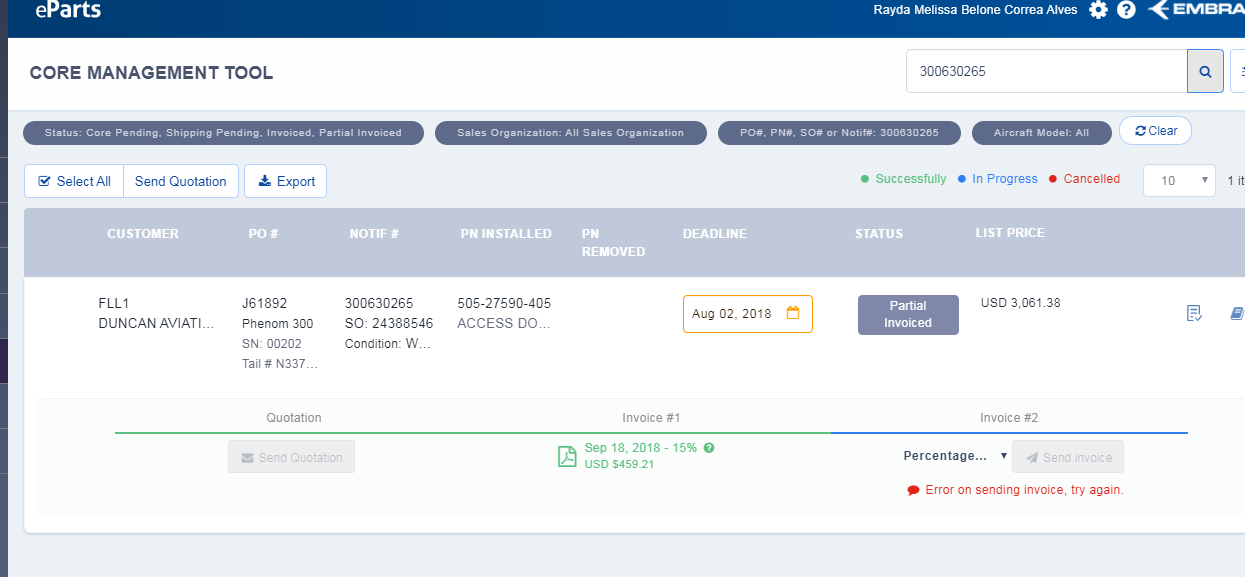 eParts
Rayda Melissa Belone Correa Alves
EMBRA
CORE MANAGEMENT TOOL
300630265
Status: Core Pending, Shipping Pending, Invoiced, Partial Invoiced
Sales Organization: All Sales Organization
PO#, PN#, SO# or Notif#: 300630265
Aircraft Model: All
Clear
Select All
Send Quotation
Export
Successfully
In Progress
Cancelled
10
1 it
CUSTOMER
PO #
NOTIF #
PN INSTALLED
PN
REMOVED
DEADLINE
STATUS
LIST PRICE
FLL1
DUNCAN AVIATI...
J61892
Phenom 300
SN: 00202
Tail # N337...
300630265
SO: 24388546
Condition: W...
505-27590-405
ACCESS DO...
Aug 02, 2018
Partial
Invoiced
USD 3,061.38
Quotation
Invoice #1
Invoice #2
Send Quotation
Sep 18, 2018 - 15%
USD $459.21
Percentage...
Send invoice
Error on sending invoice, try again.